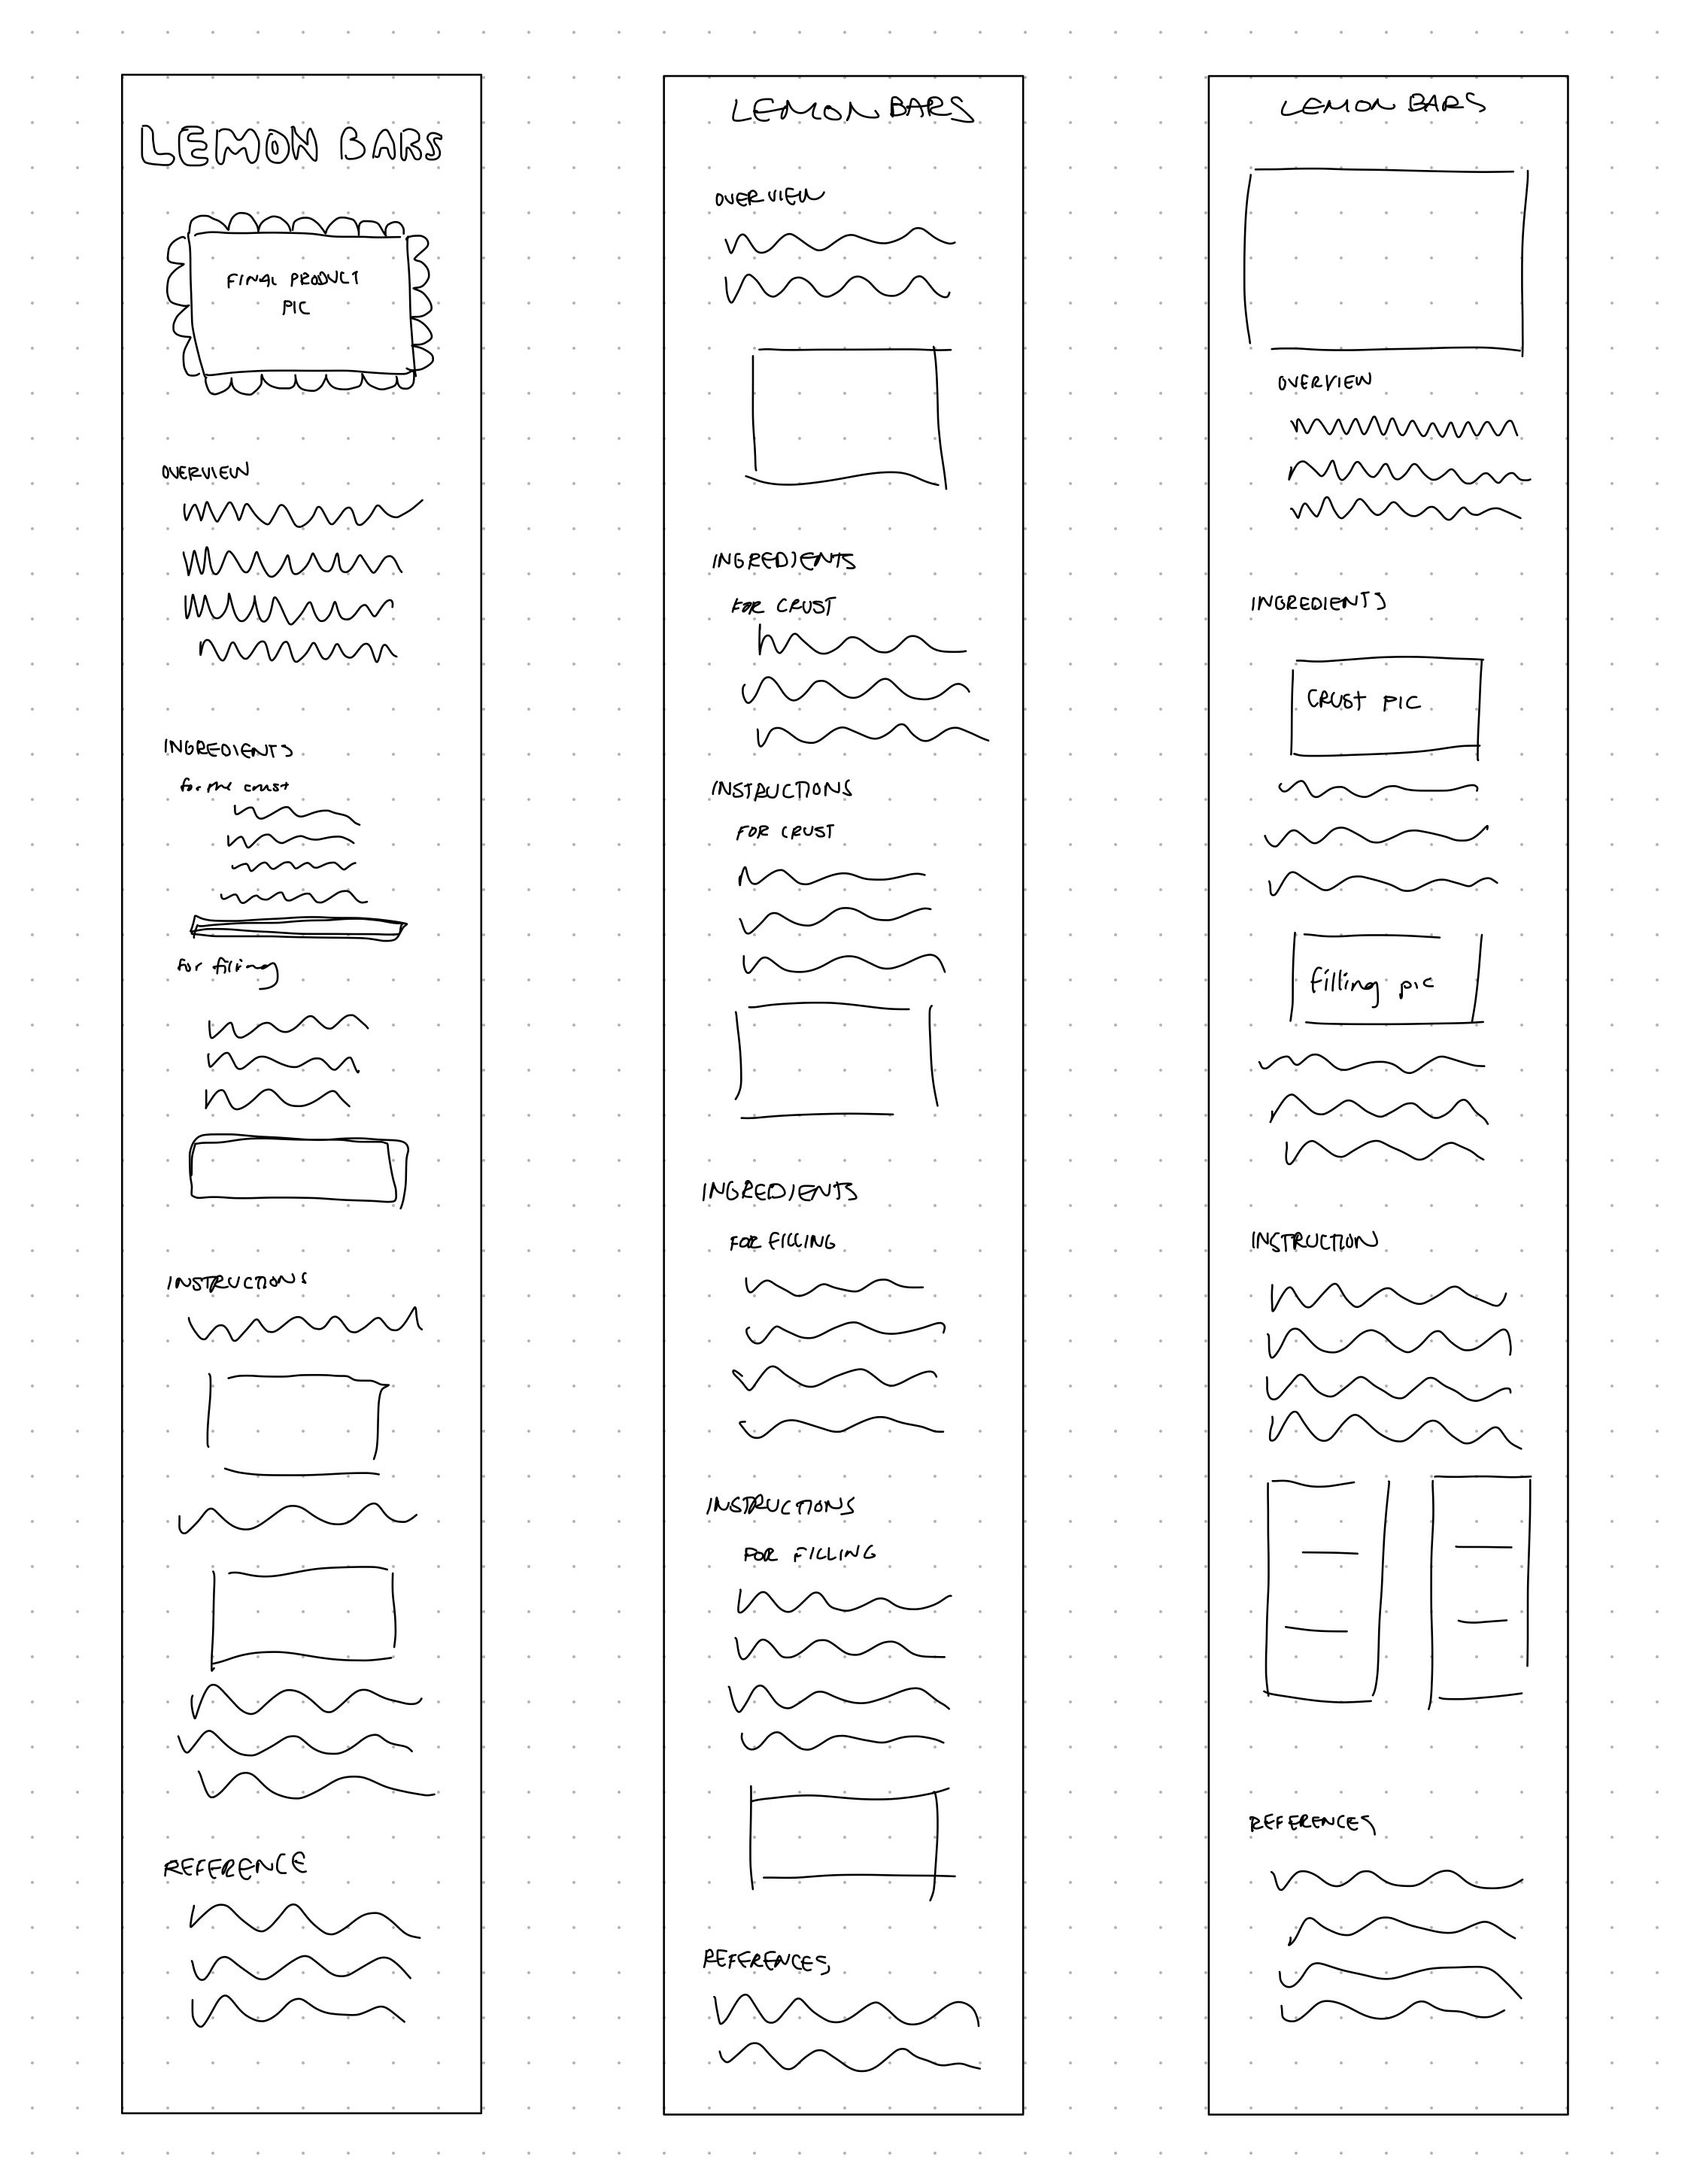 LEMON BARS
FINAL PRODUCT
PIC
OVERVIEW
INGREDIENTS
for the crust
for filling
INSTRUCTIONS
REFERENCE
LEMON BARS
OVERVIEW
INGREDIENTS
FOR CRUST
INSTRUCTIONS
FOR CRUST
INGREDIENTS
FOR FILLING
INSTRUCTIONS
FOR FILLING
REFERENCES
LEMON BARS
OVERVIEW
INGREDIENTS
CRUST PIC
filling pic
INSTRUCTION
REFERENCES